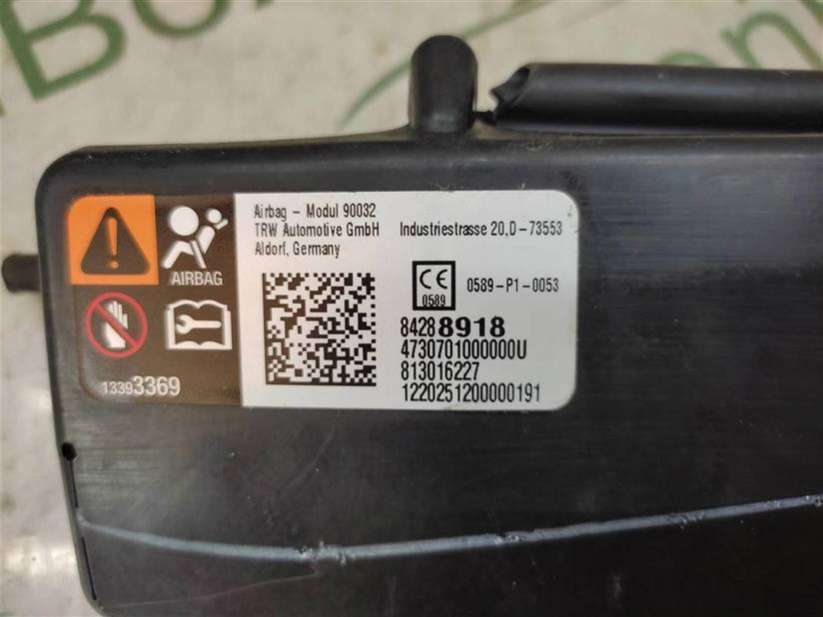 Airbag - Modul 90032
TRW Automotive GmbH Industriestrasse 20,D-73553
Aldorf, Germany
AIRBAG
CE
0589
0589-P1-0053
84288918
4730701000000U
813016227
1220251200000191
13393369